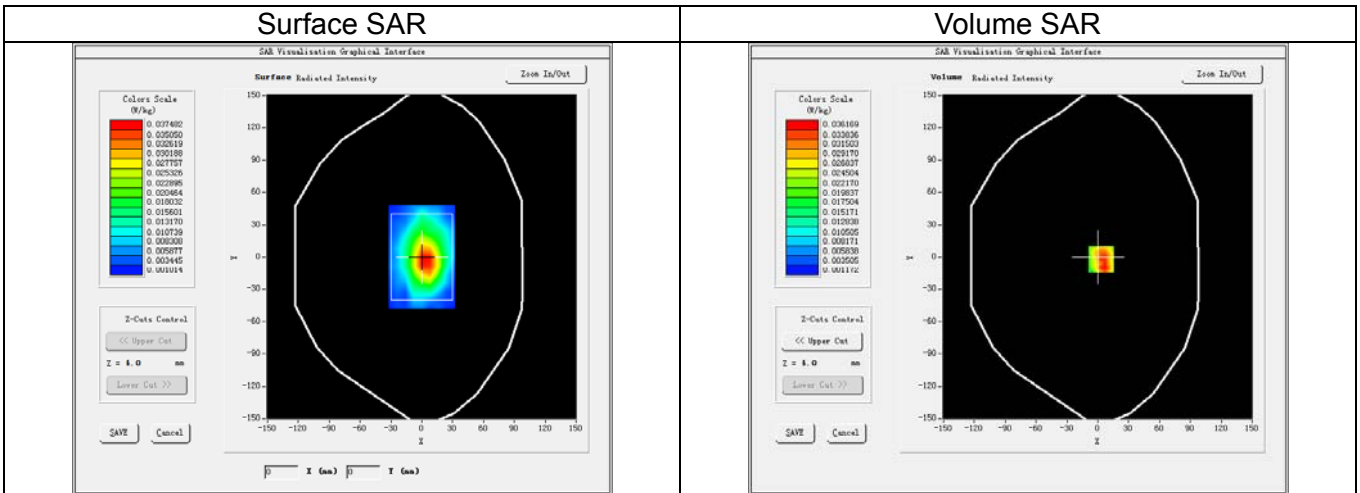 Surface SAR
SAR Visualisation Graphical Interface
Surface Radiated Intensity
Zoom In/Out
Colors Scale
(W/kg)
0.037482
0.035050
0.032619
0.030188
0.027757
0.025326
0.022895
0.020464
0.018032
0.015601
0.013170
0.010739
0.008308
0.005877
0.003445
0.001014
Z-Cuts Control
<< Upper Cut
Z = 4.0 mm
Lower Cut >>
SAVE Cancel
150
120
90
60
30
Y 0
-30
-60
-90
-120
-150
-150 -120 -90 -60 -30 0 30 60 90 120 150
X
0 X (mm) 0 Y (mm)
Volume SAR
SAR Visualisation Graphical Interface
Volume Radiated Intensity
Zoom In/Out
Colors Scale
(W/kg)
0.036169
0.033836
0.031503
0.029170
0.026837
0.024504
0.022170
0.019837
0.017504
0.015171
0.012838
0.010505
0.008171
0.005838
0.003505
0.001172
Z-Cuts Control
<< Upper Cut
Z = 4.0 mm
Lower Cut >>
SAVE Cancel
150
120
90
60
30
Y 0
-30
-60
-90
-120
-150
-150 -120 -90 -60 -30 0 30 60 90 120 150
X